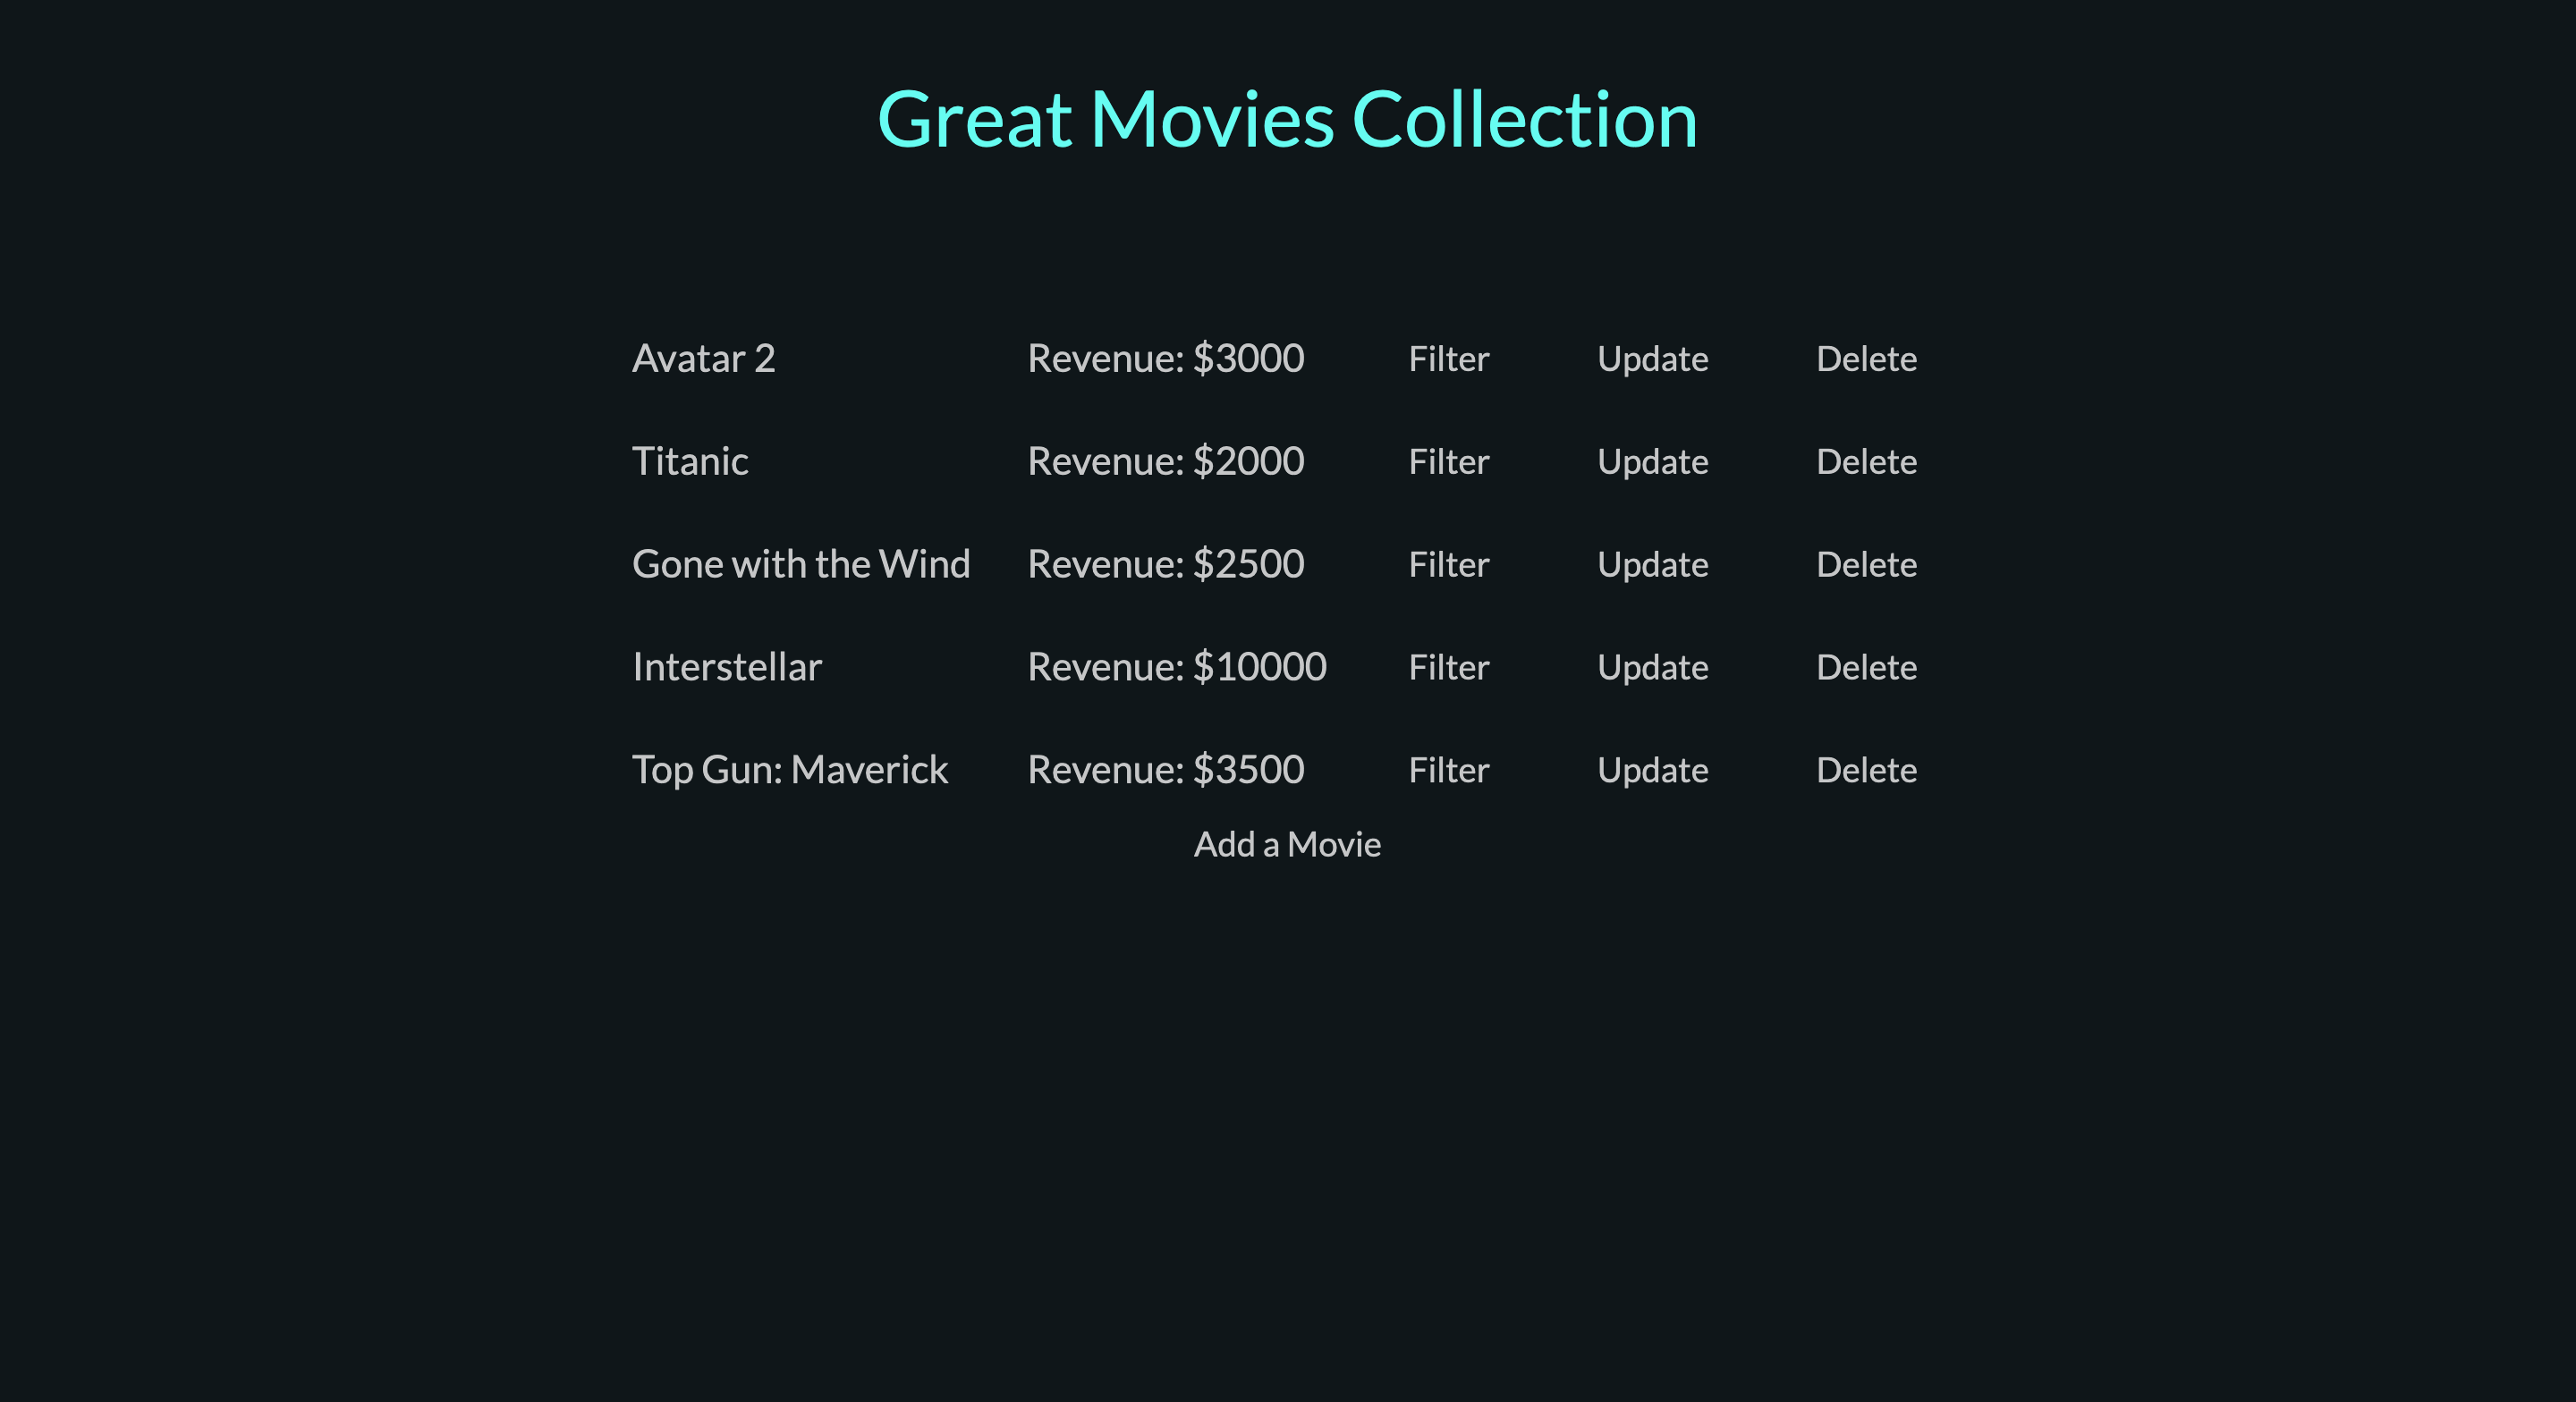 Great Movies Collection
Avatar 2 Revenue: $3000 Filter Update Delete
Titanic Revenue: $2000 Filter Update Delete
Gone with the Wind Revenue: $2500 Filter Update Delete
Interstellar Revenue: $10000 Filter Update Delete
Top Gun: Maverick Revenue: $3500 Filter Update Delete
Add a Movie